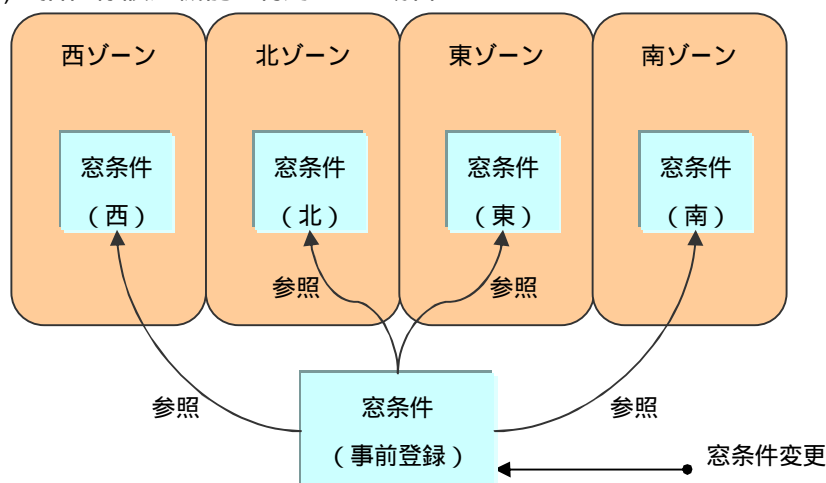 西ゾーン
北ゾーン
東ゾーン
南ゾーン
窓条件
(西)
窓条件
(北)
窓条件
(東)
窓条件
(南)
参照
参照
参照
参照
窓条件
(事前登録)
窓条件変更